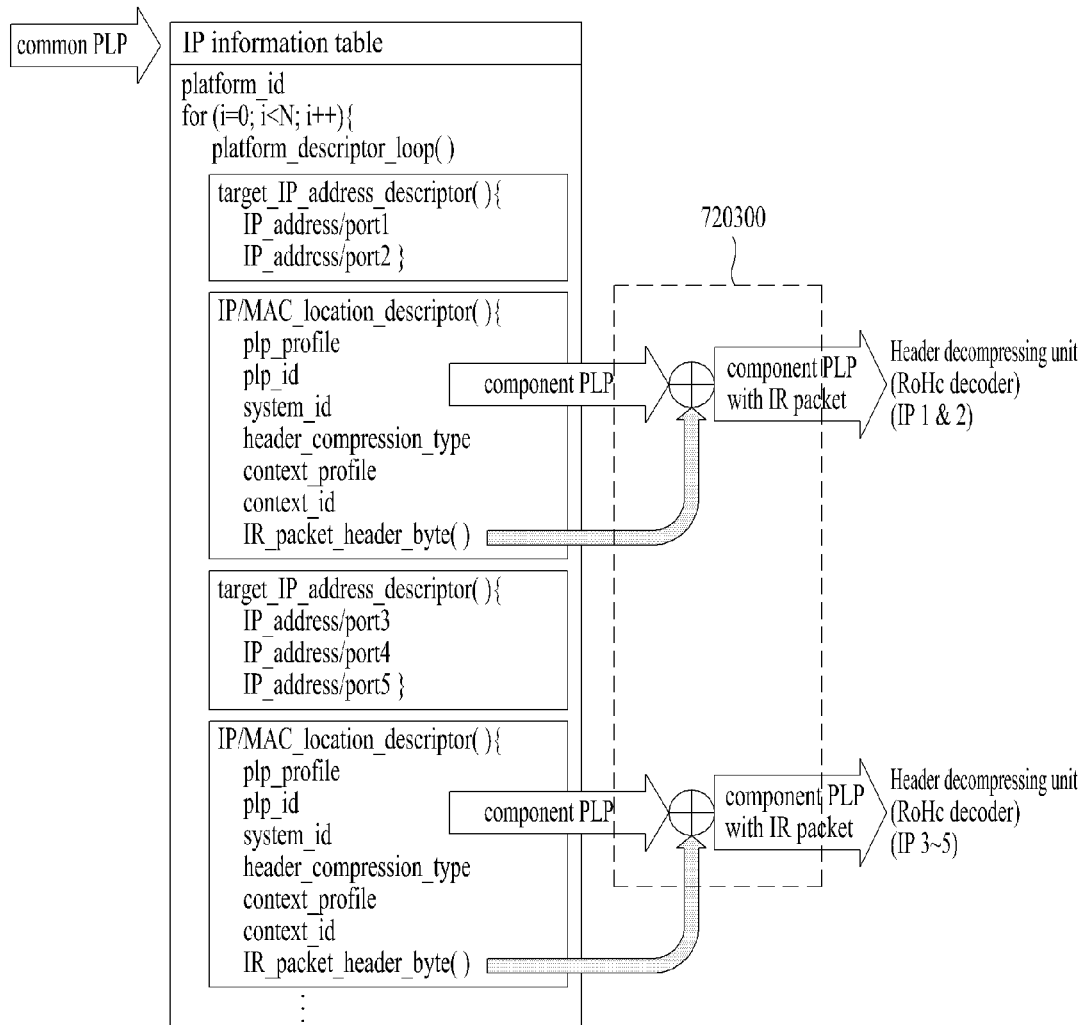 common PLP
IP information table
platform_id
for (i=0; i<N; i++){
platform_descriptor_loop( )
target_IP_address_descriptor( ){
IP_address/port1
IP_address/port2 }
720300
IP/MAC_location_descriptor( ){
plp_profile
plp_id
system_id
header_compression_type
context_profile
context_id
IR_packet_header_byte( )
component PLP
component PLP
with IR packet
Header decompressing unit
(RoHc decoder)
(IP 1 & 2)
target_IP_address_descriptor( ){
IP_address/port3
IP_address/port4
IP_address/port5 }
IP/MAC_location_descriptor( ){
plp_profile
plp_id
system_id
header_compression_type
context_profile
context_id
IR_packet_header_byte( )
component PLP
component PLP
with IR packet
Header decompressing unit
(RoHc decoder)
(IP 3~5)